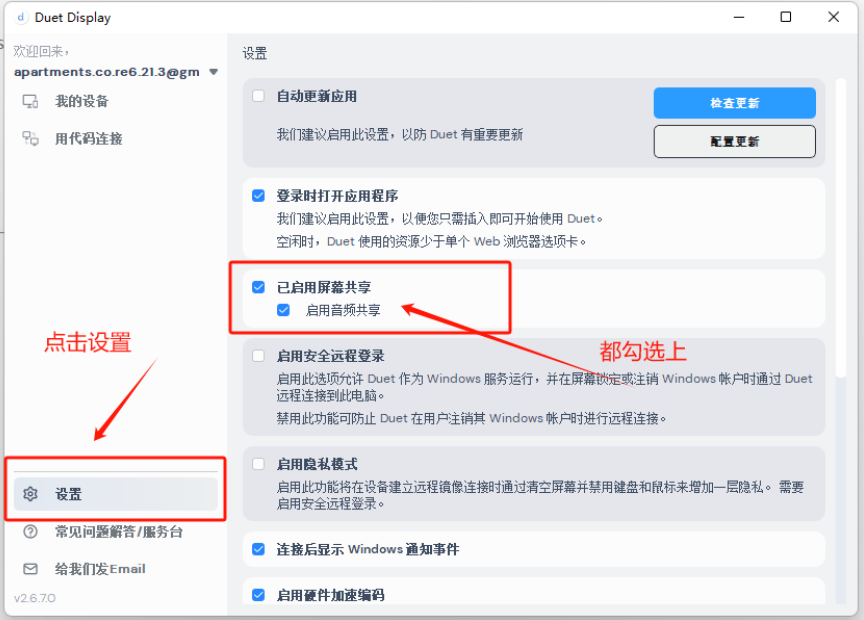 Duet Display
欢迎回来，
apartments.co.re6.21.3@gm
我的设备
用代码连接
点击设置
设置
常见问题解答/服务台
给我们发Email
v2.6.7.0
设置
自动更新应用
我们建议启用此设置，以防 Duet 有重要更新
检查更新
配置更新
登录时打开应用程序
我们建议启用此设置，以便您只需插入即可开始使用 Duet。
空闲时，Duet 使用的资源少于单个 Web 浏览器选项卡。
已启用屏幕共享
启用音频共享
都勾选上
启用安全远程登录
启用此选项允许 Duet 作为 Windows 服务运行，并在屏幕锁定或注销 Windows 帐户时通过 Duet
远程连接到此电脑。
禁用此功能可防止 Duet 在用户注销其 Windows 帐户时进行远程连接。
启用隐私模式
启用此功能将在设备建立远程镜像连接时通过清空屏幕并禁用键盘和鼠标来增加一层隐私。 需要
启用安全远程登录。
连接后显示 Windows 通知事件
启用硬件加速编码